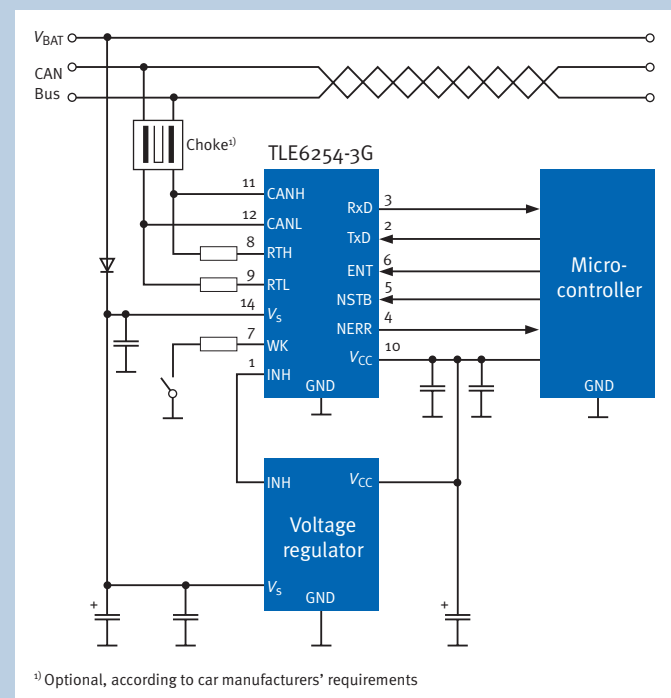 VBAT
CAN
Bus
Choke¹⁾
TLE6254-3G
11
CANH
12
CANL
8
RTH
9
RTL
14
Vs
7
WK
1
INH
GND
RxD
3
TxD
2
ENT
6
NSTB
5
NERR
4
VCC
10
Micro-
controller
GND
INH
VCC
Voltage
regulator
Vs
GND
+
+
¹⁾ Optional, according to car manufacturers’ requirements